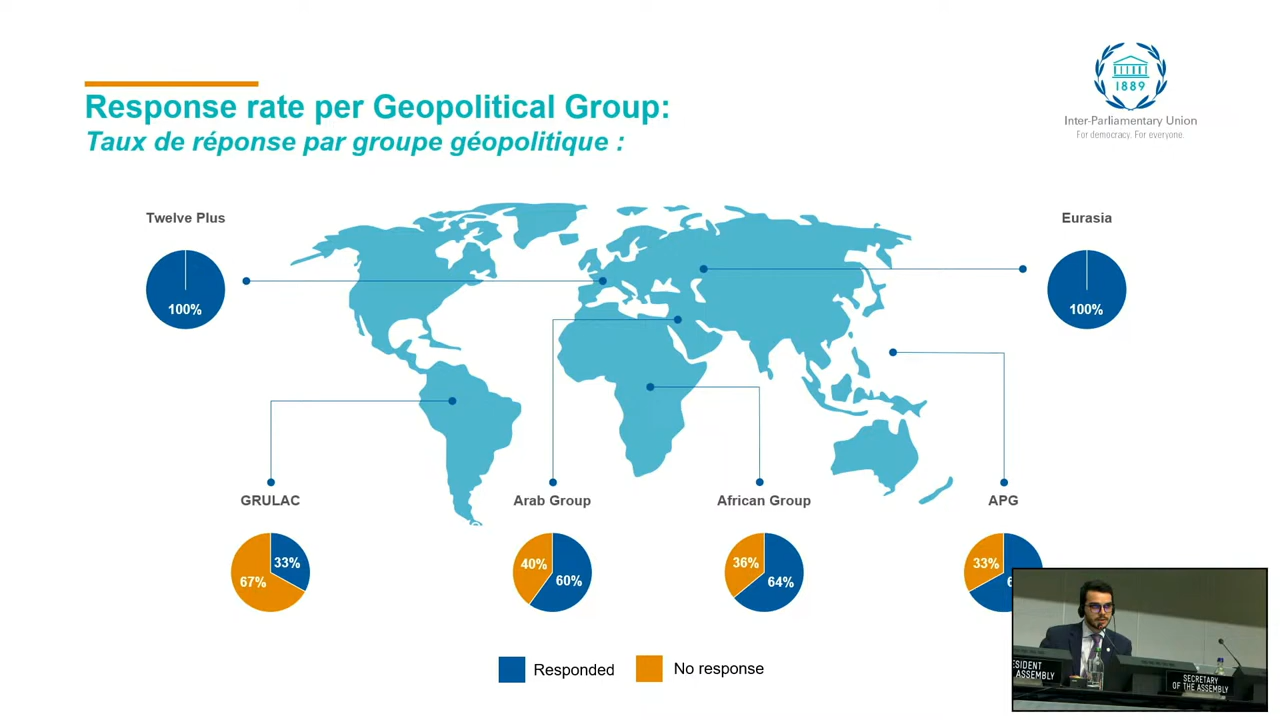 Response rate per Geopolitical Group:
Taux de réponse par groupe géopolitique :
1889
Inter-Parliamentary Union
For democracy. For everyone.
Twelve Plus
100%
Eurasia
100%
GRULAC
33%
67%
Arab Group
40%
60%
African Group
36%
64%
APG
33%
6
Responded
No response
ESIDENT
ASSEMBLY
SECRETARY
OF THE ASSEMBLY